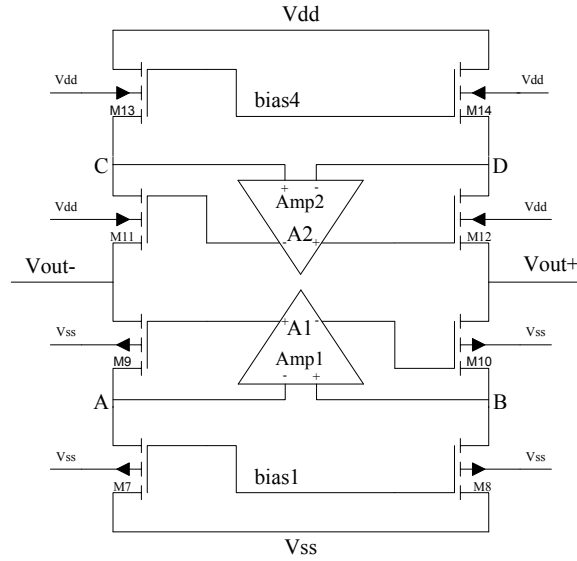 Vdd
Vdd
Vdd
M13
bias4
M14
C
D
+ -
Amp2
Vdd
Vdd
A2
- +
M11
M12
Vout-
Vout+
+ -
A1
Vss
Vss
M9
Amp1
M10
- +
A
B
Vss
Vss
bias1
M7
M8
Vss